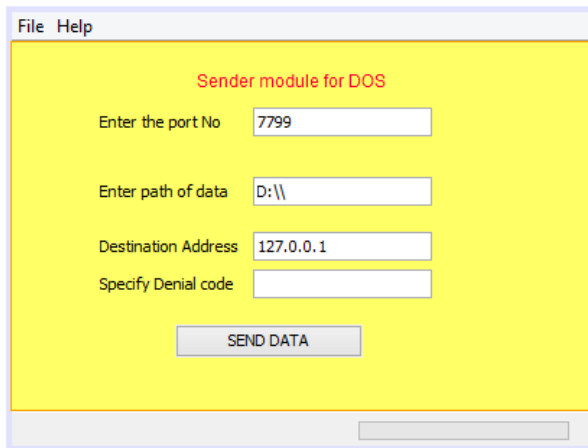 File Help
Sender module for DOS
Enter the port No 7799
Enter path of data D:\\
Destination Address 127.0.0.1
Specify Denial code
SEND DATA